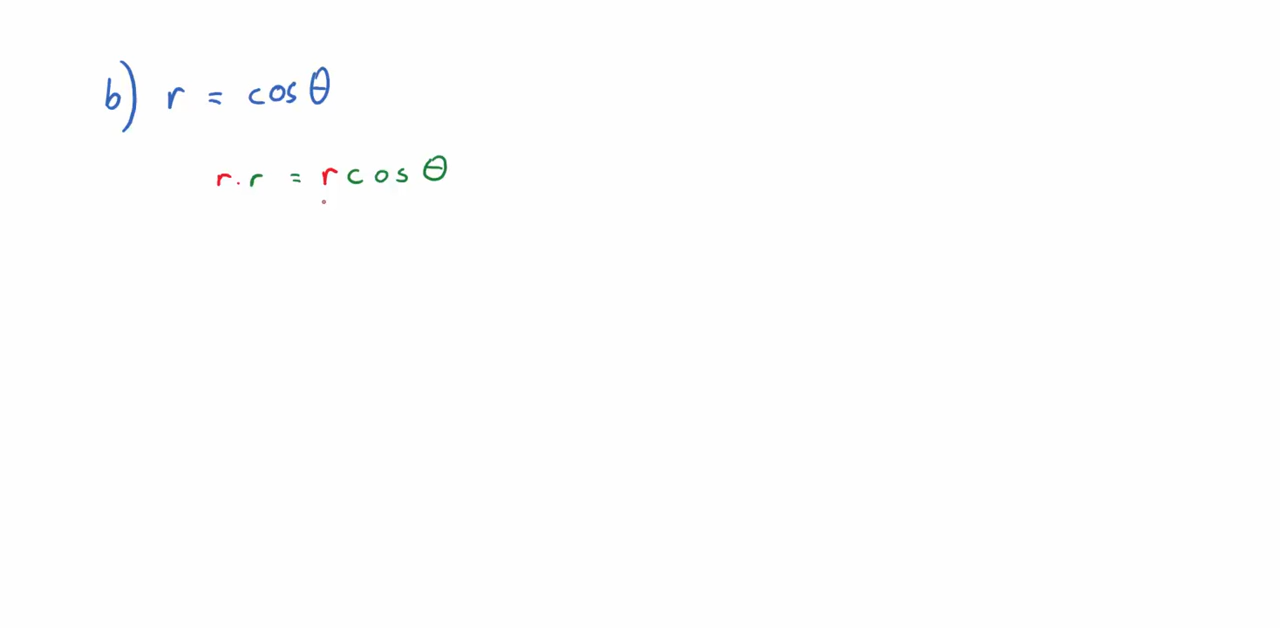 b) r = cos θ
r · r = r cos θ